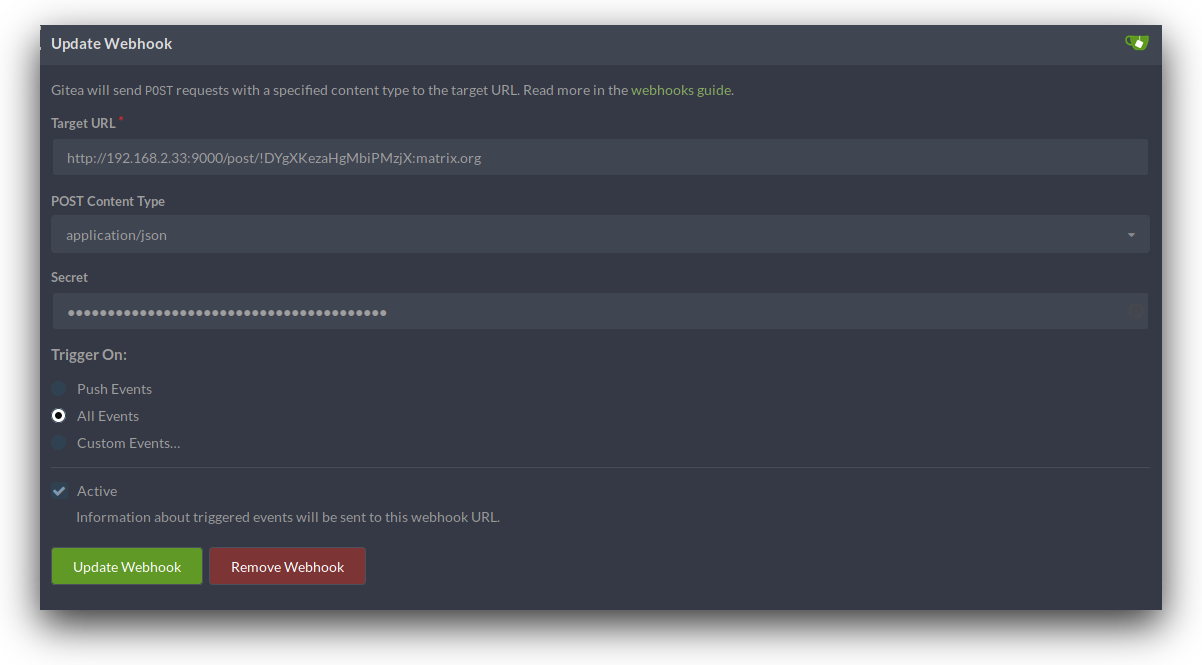 Update Webhook
Gitea will send POST requests with a specified content type to the target URL. Read more in the webhooks guide.
Target URL *
http://192.168.2.33:9000/post/!DYgXKezaHgMbiPMzjX:matrix.org
POST Content Type
application/json
Secret
●●●●●●●●●●●●●●●●●●●●●●●●●●●●●●●●●●●●●●●●
Trigger On:
Push Events
All Events
Custom Events...
Active
Information about triggered events will be sent to this webhook URL.
Update Webhook
Remove Webhook